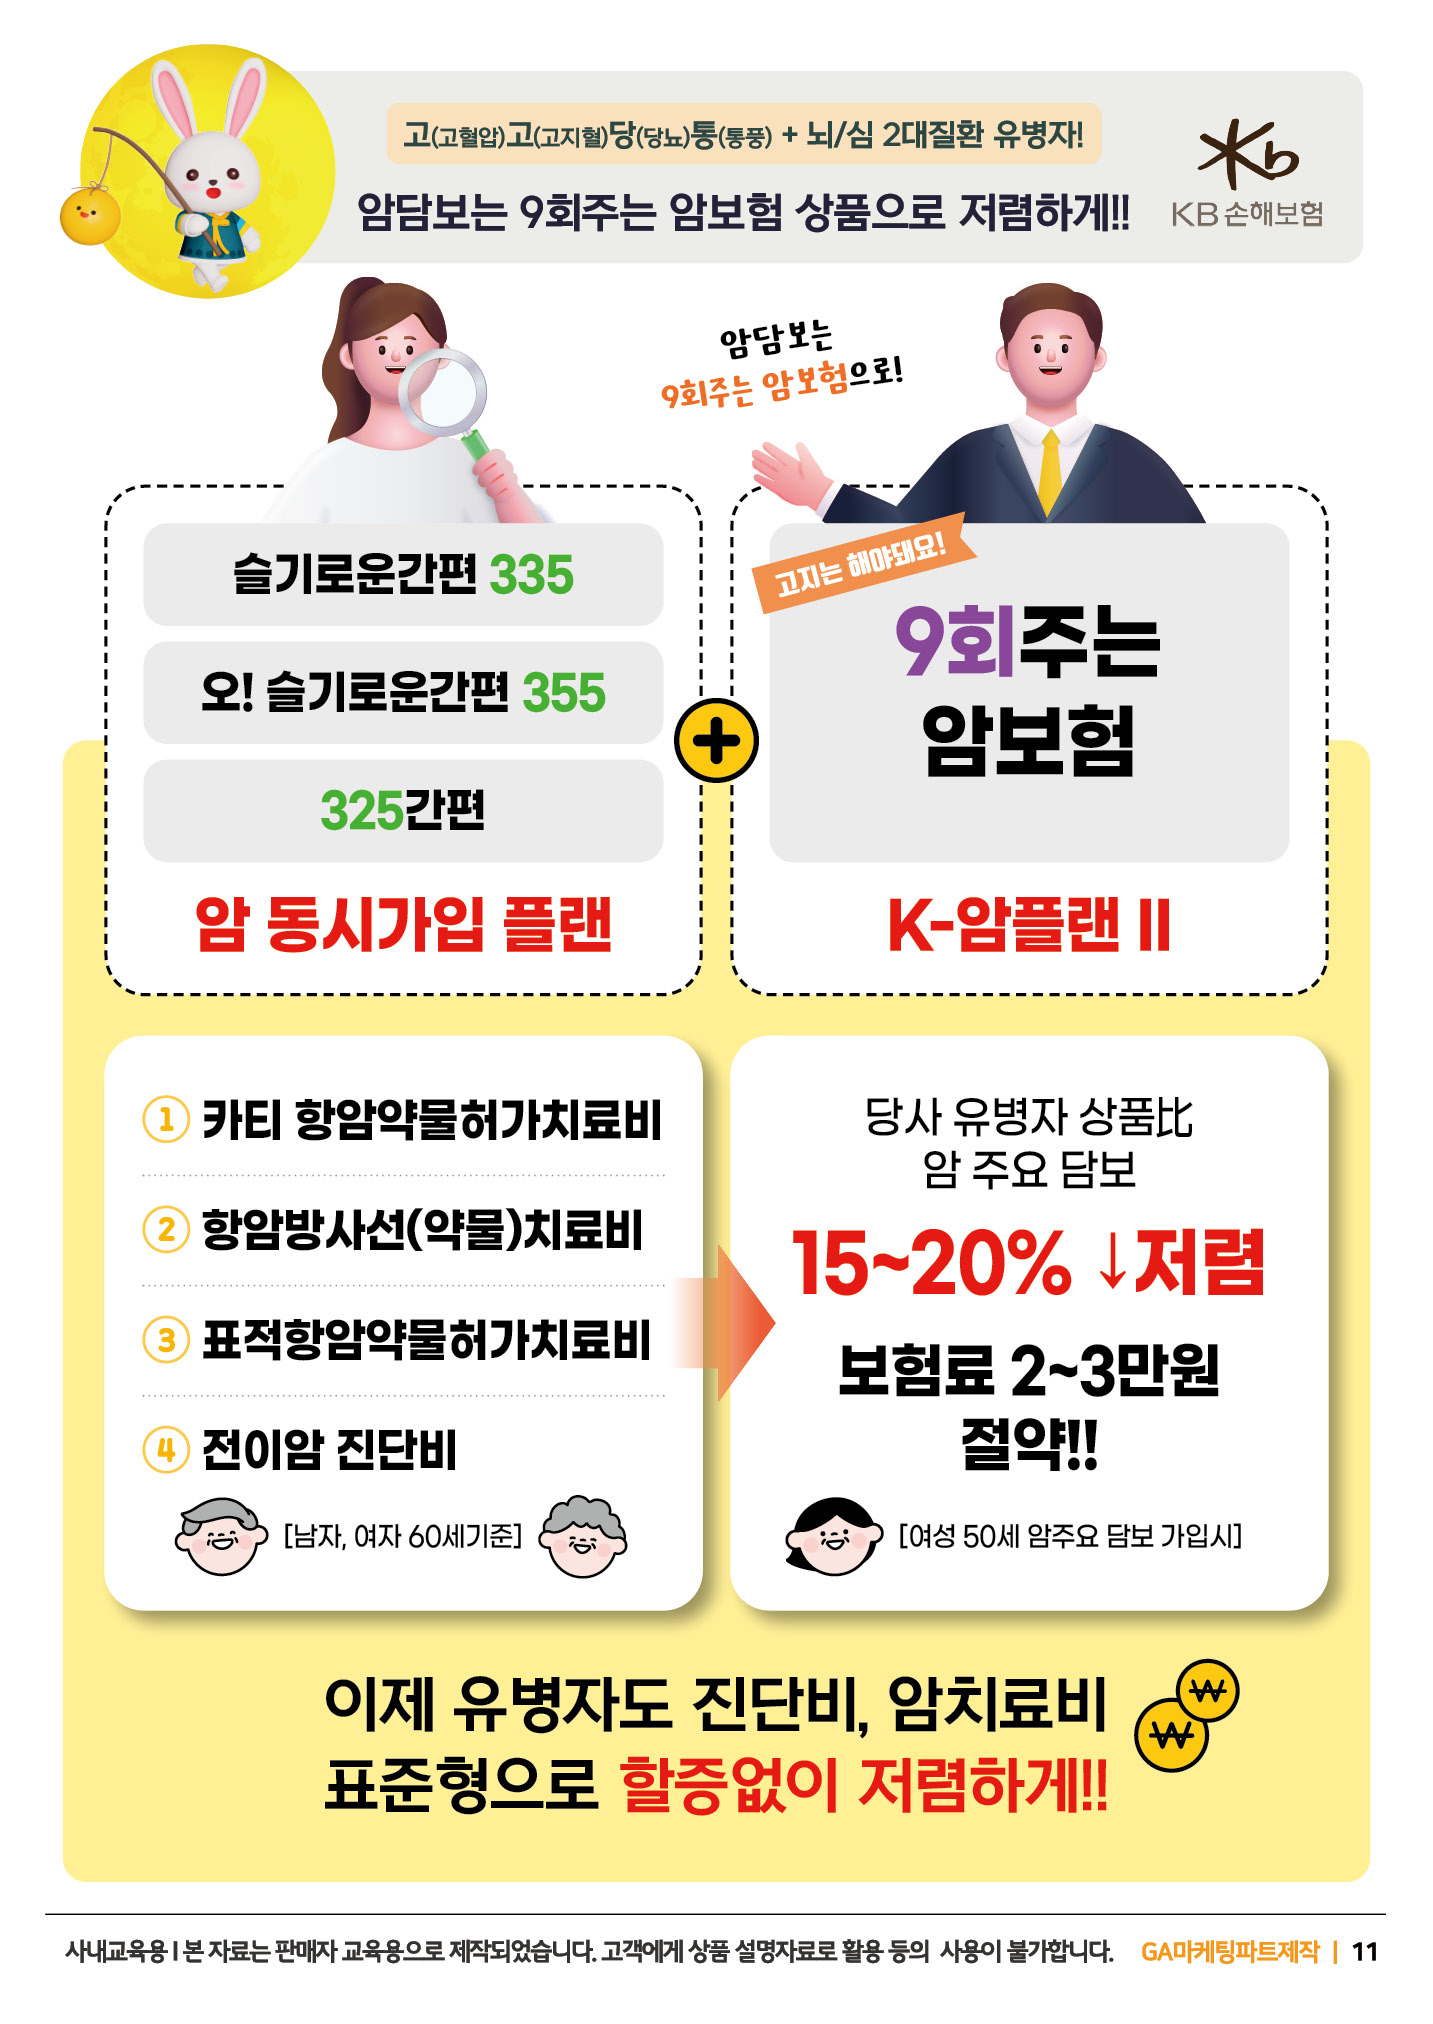 고(고혈압)고(고지혈)당(당뇨)통(통풍) + 뇌/심 2대질환 유병자!
암담보는 9회주는 암보험 상품으로 저렴하게!!
KB 손해보험
암담보는
9회주는 암보험으로!
슬기로운간편 335
오! 슬기로운간편 355
325간편
암 동시가입 플랜
고지는 해야돼요!
9회주는
암보험
K-암플랜 II
1 카티 항암약물허가치료비
2 항암방사선(약물)치료비
3 표적항암약물허가치료비
4 전이암 진단비
[남자, 여자 60세기준]
당사 유병자 상품比
암 주요 담보
15~20% ↓저렴
보험료 2~3만원
절약!!
[여성 50세 암주요 담보 가입시]
이제 유병자도 진단비, 암치료비
표준형으로 할증없이 저렴하게!!
사내교육용 I 본 자료는 판매자 교육용으로 제작되었습니다. 고객에게 상품 설명자료로 활용 등의 사용이 불가합니다. GA마케팅파트제작 | 11